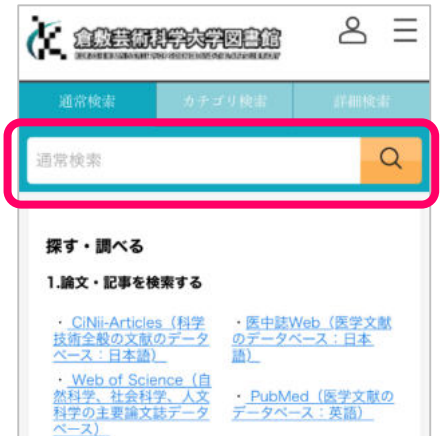 倉敷芸術科学大学図書館
通常検索 カテゴリ検索 詳細検索
通常検索
探す・調べる
1.論文・記事を検索する
・ CiNii-Articles（科学
技術全般の文献のデータ
ベース：日本語）
・医中誌Web（医学文献
のデータベース：日本
語）
・ Web of Science（自
然科学、社会科学、人文
科学の主要論文誌データ
ベース）
・ PubMed（医学文献の
データベース：英語）